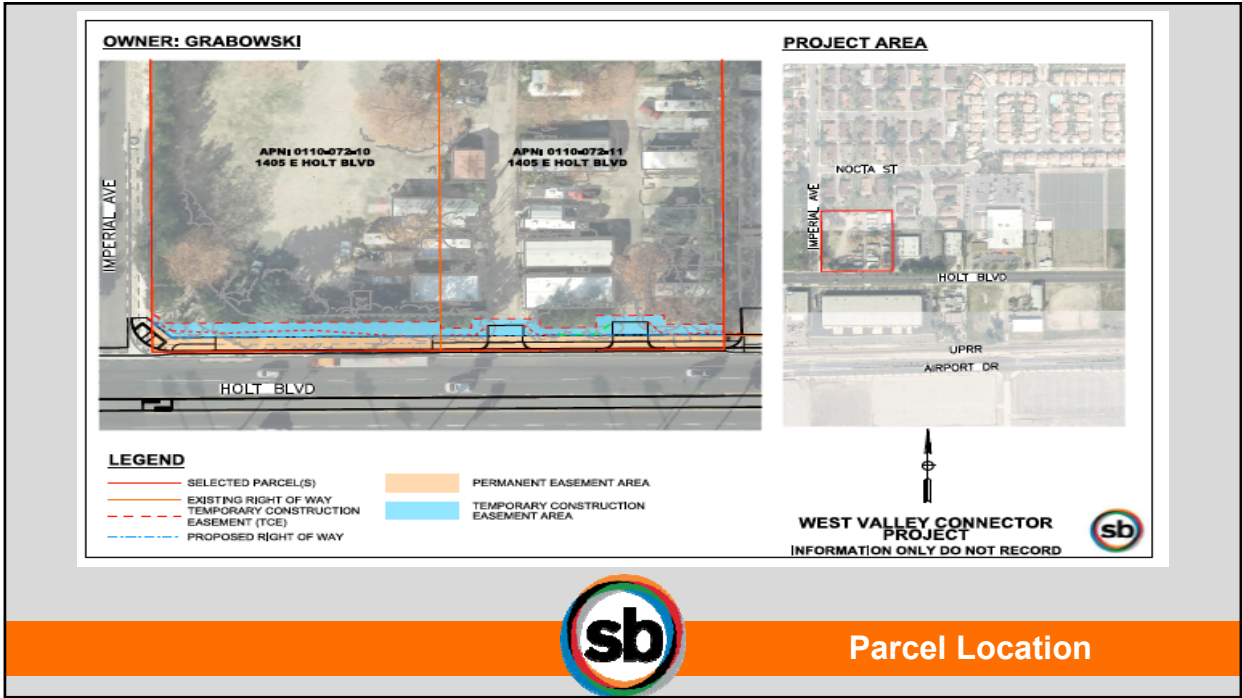 OWNER: GRABOWSKI
APN: 0110-072-10
1405 E HOLT BLVD
APN: 0110-072-11
1405 E HOLT BLVD
IMPERIAL AVE
HOLT BLVD
PROJECT AREA
NOCTA ST
IMPERIAL AVE
HOLT BLVD
UPRR
AIRPORT DR
LEGEND
SELECTED PARCEL(S)
EXISTING RIGHT OF WAY
TEMPORARY CONSTRUCTION
EASEMENT (TCE)
PROPOSED RIGHT OF WAY
PERMANENT EASEMENT AREA
TEMPORARY CONSTRUCTION
EASEMENT AREA
WEST VALLEY CONNECTOR
PROJECT
INFORMATION ONLY DO NOT RECORD
sb
sb
Parcel Location